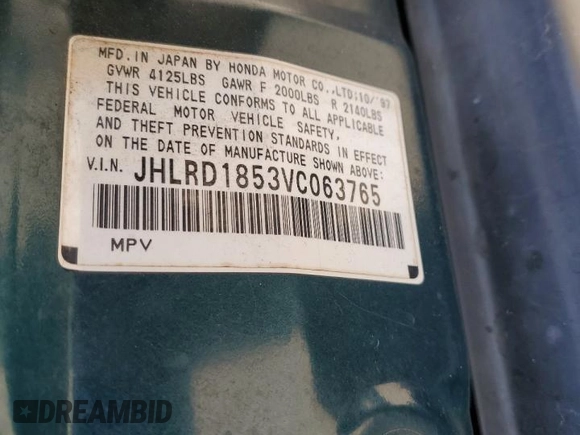 MFD. IN JAPAN BY HONDA MOTOR CO., LTD: 10/'97
GVWR 4125LBS GAWR F 2000LBS R 2140LBS
THIS VEHICLE CONFORMS TO ALL APPLICABLE
FEDERAL MOTOR VEHICLE SAFETY,
AND THEFT PREVENTION STANDARDS IN EFFECT
ON THE DATE OF MANUFACTURE SHOWN ABOVE:
V.I.N. JHLRD1853VC063765
MPV
DREAMBID